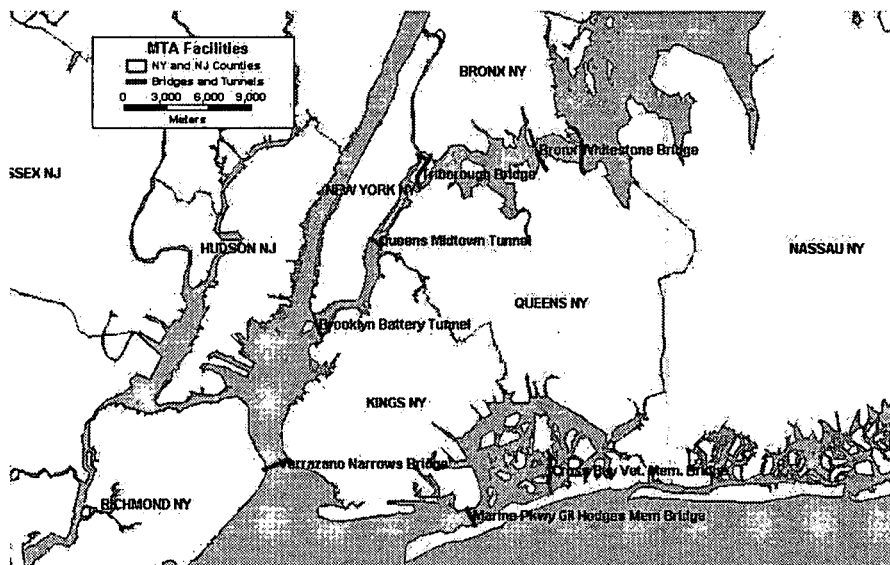 MTA Facilities
NY and NJ Counties
Bridges and Tunnels
0 3,000 6,000 9,000
Meters
BRONX NY
Bronx Whitestone Bridge
SSEX NJ
Triborough Bridge
NEW YORK NY
Queens Midtown Tunnel
HUDSON NJ
NASSAU NY
QUEENS NY
Brooklyn Battery Tunnel
KINGS NY
Verrazano Narrows Bridge
Cross Bay Vet. Mem. Bridge
RICHMOND NY
Marine Pkwy Gil Hodges Mem Bridge